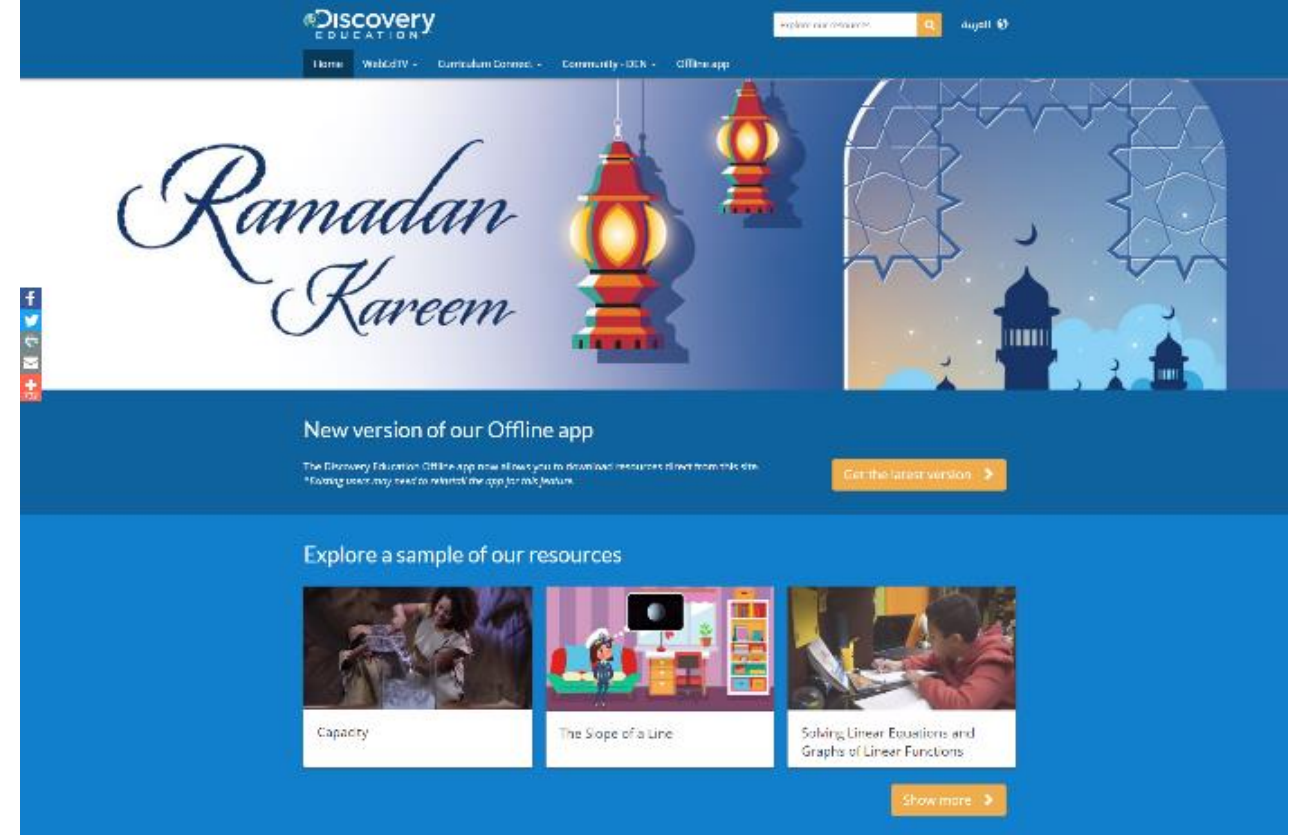 Discovery
EDUCATION
Explore our resources
العربية
Home
WebEdTV
Curriculum Connect
Community - DEN
Offline app
Ramadan
Kareem
New version of our Offline app
The Discovery Education Offline app now allows you to download resources direct from this site.
*Existing users may need to reinstall the app for this feature.
Get the latest version
Explore a sample of our resources
Capacity
The Slope of a Line
Solving Linear Equations and
Graphs of Linear Functions
Show more